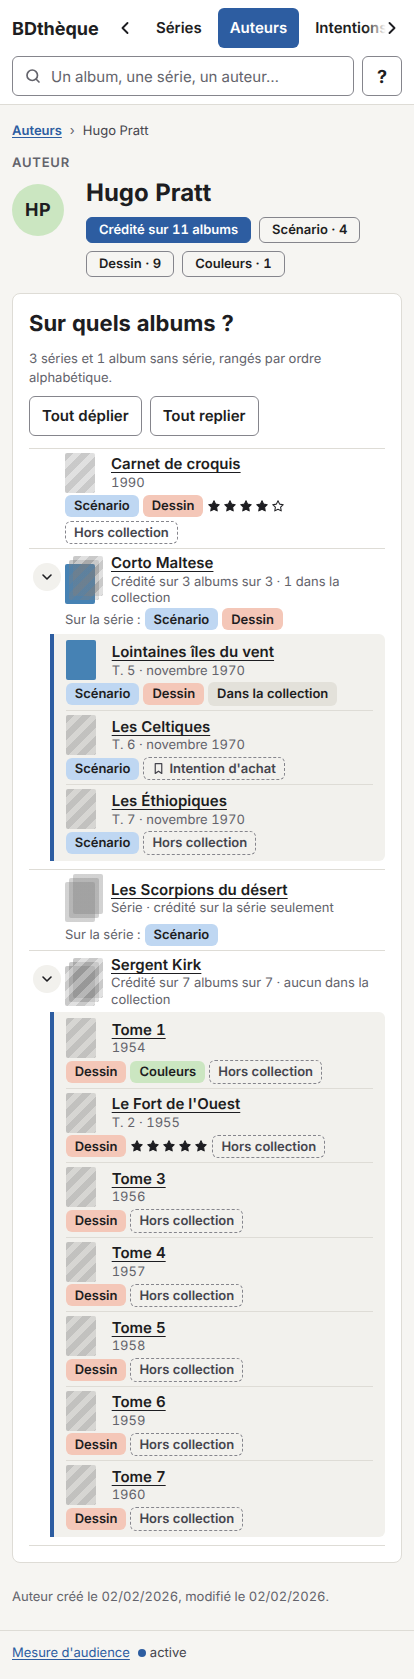 BDthèque
Séries
Auteurs
Intentions
Un album, une série, un auteur...
?
Auteurs › Hugo Pratt
AUTEUR
HP
Hugo Pratt
Crédité sur 11 albums
Scénario · 4
Dessin · 9
Couleurs · 1
Sur quels albums ?
3 séries et 1 album sans série, rangés par ordre
alphabétique.
Tout déplier
Tout replier
Carnet de croquis
1990
Scénario Dessin ★★★★☆
Hors collection
Corto Maltese
Crédité sur 3 albums sur 3 · 1 dans la
collection
Sur la série : Scénario Dessin
Lointaines îles du vent
T. 5 · novembre 1970
Scénario Dessin Dans la collection
Les Celtiques
T. 6 · novembre 1970
Scénario Intention d'achat
Les Éthiopiques
T. 7 · novembre 1970
Scénario Hors collection
Les Scorpions du désert
Série · crédité sur la série seulement
Sur la série : Scénario
Sergent Kirk
Crédité sur 7 albums sur 7 · aucun dans la
collection
Tome 1
1954
Dessin Couleurs Hors collection
Le Fort de l'Ouest
T. 2 · 1955
Dessin ★★★★★ Hors collection
Tome 3
1956
Dessin Hors collection
Tome 4
1957
Dessin Hors collection
Tome 5
1958
Dessin Hors collection
Tome 6
1959
Dessin Hors collection
Tome 7
1960
Dessin Hors collection
Auteur créé le 02/02/2026, modifié le 02/02/2026.
Mesure d'audience active